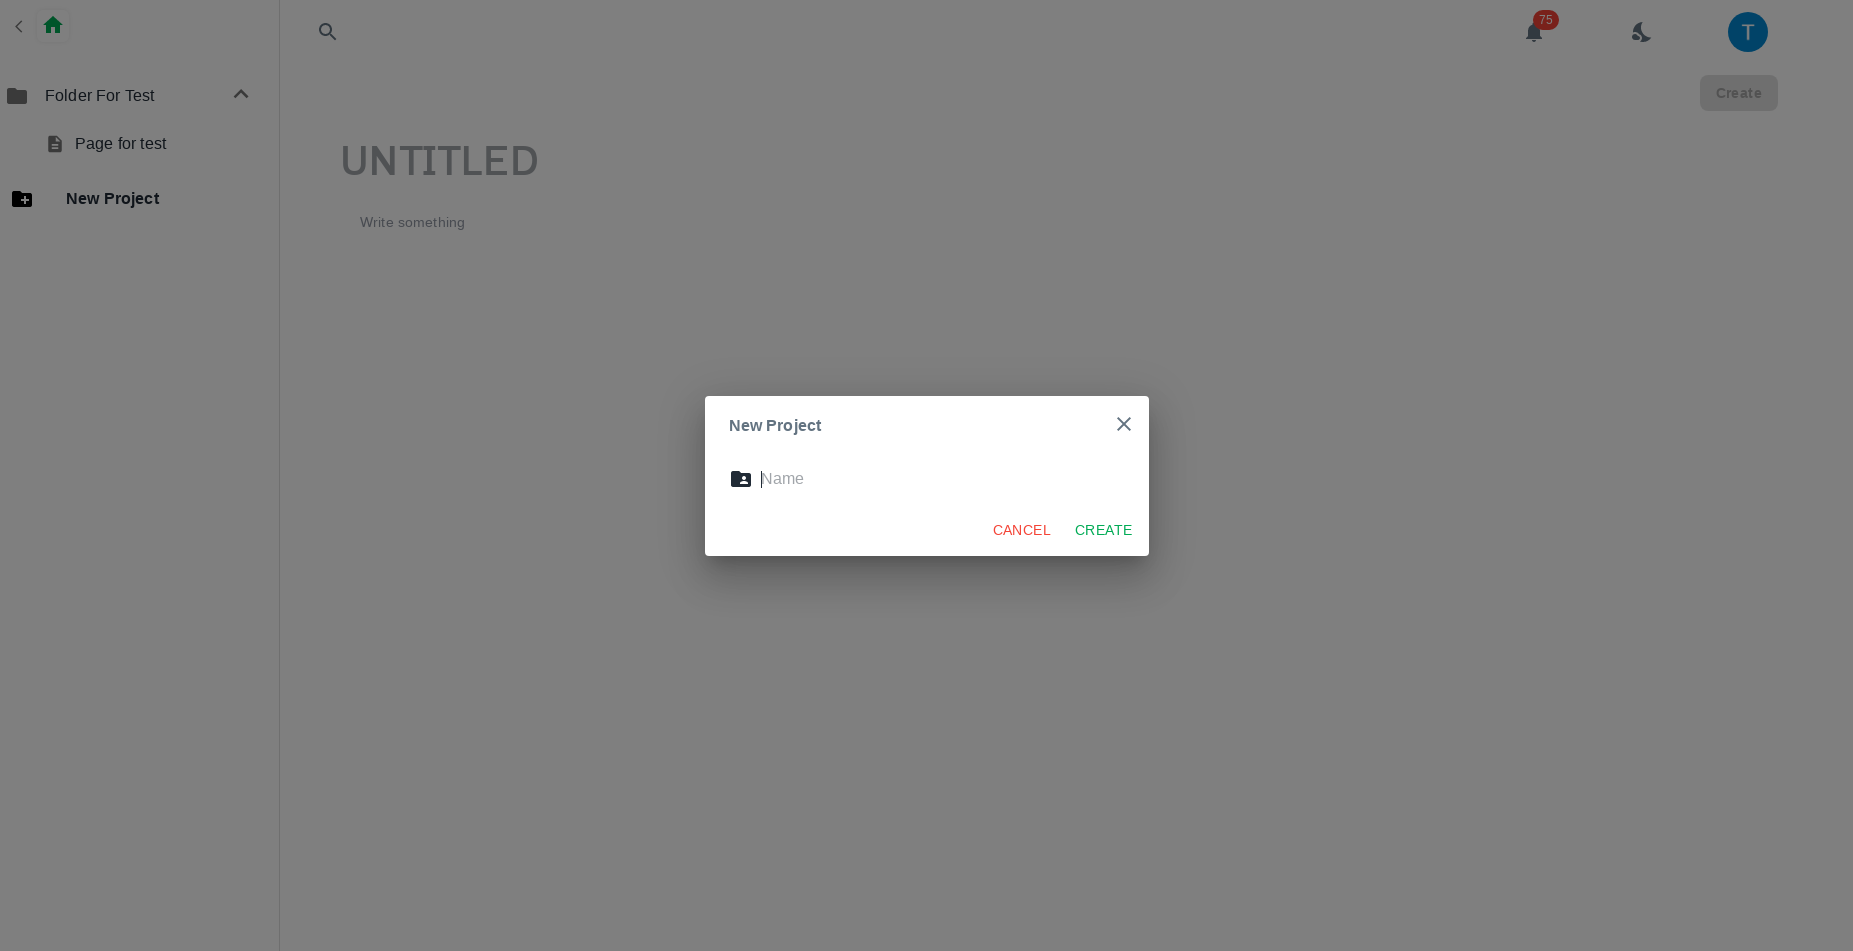 75
T
Folder For Test
Create
Page for test
UNTITLED
New Project
Write something
New Project
Name
CANCEL
CREATE